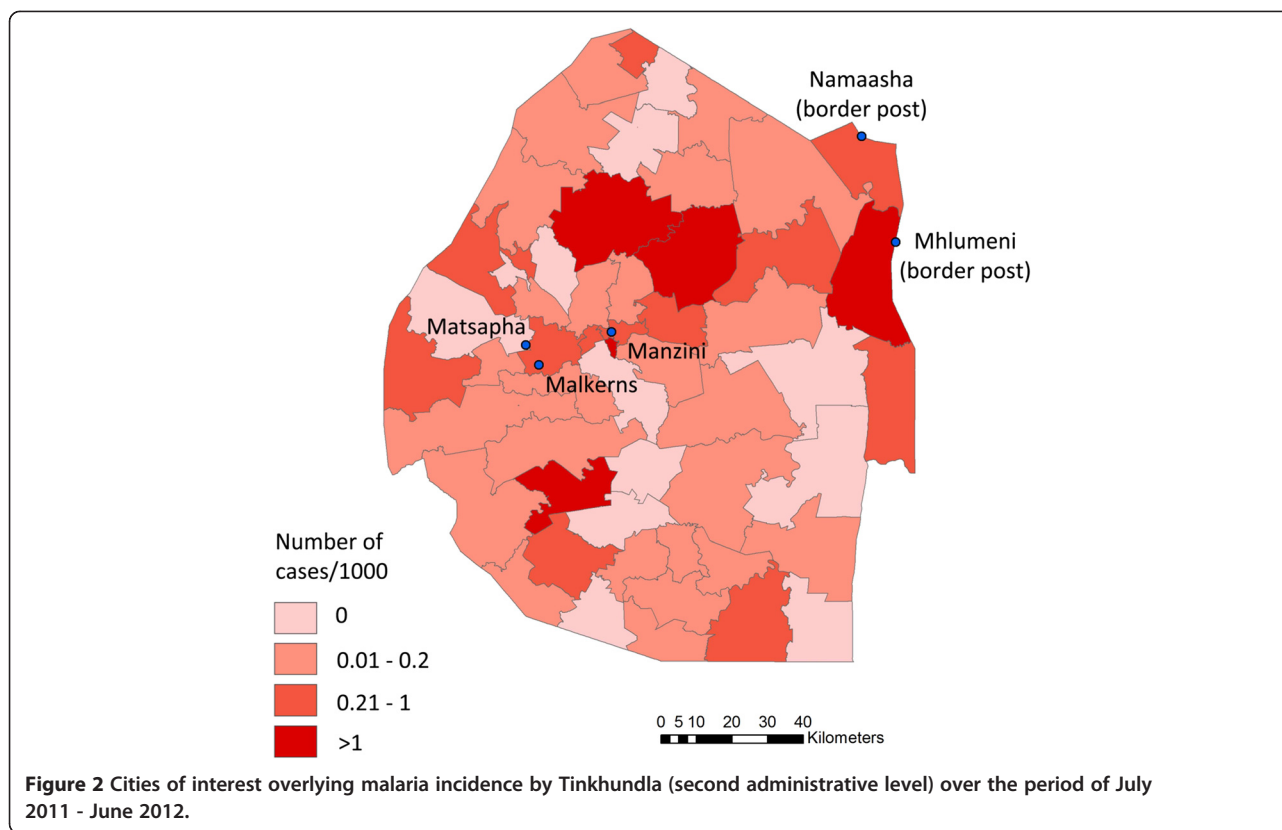 Namaasha
(border post)
Mhlumeni
(border post)
Matsapha
Manzini
Malkerns
Number of
cases/1000
0
0.01 - 0.2
0.21 - 1
>1
0 5 10 20 30 40
Kilometers
Figure 2 Cities of interest overlying malaria incidence by Tinkhundla (second administrative level) over the period of July
2011 - June 2012.